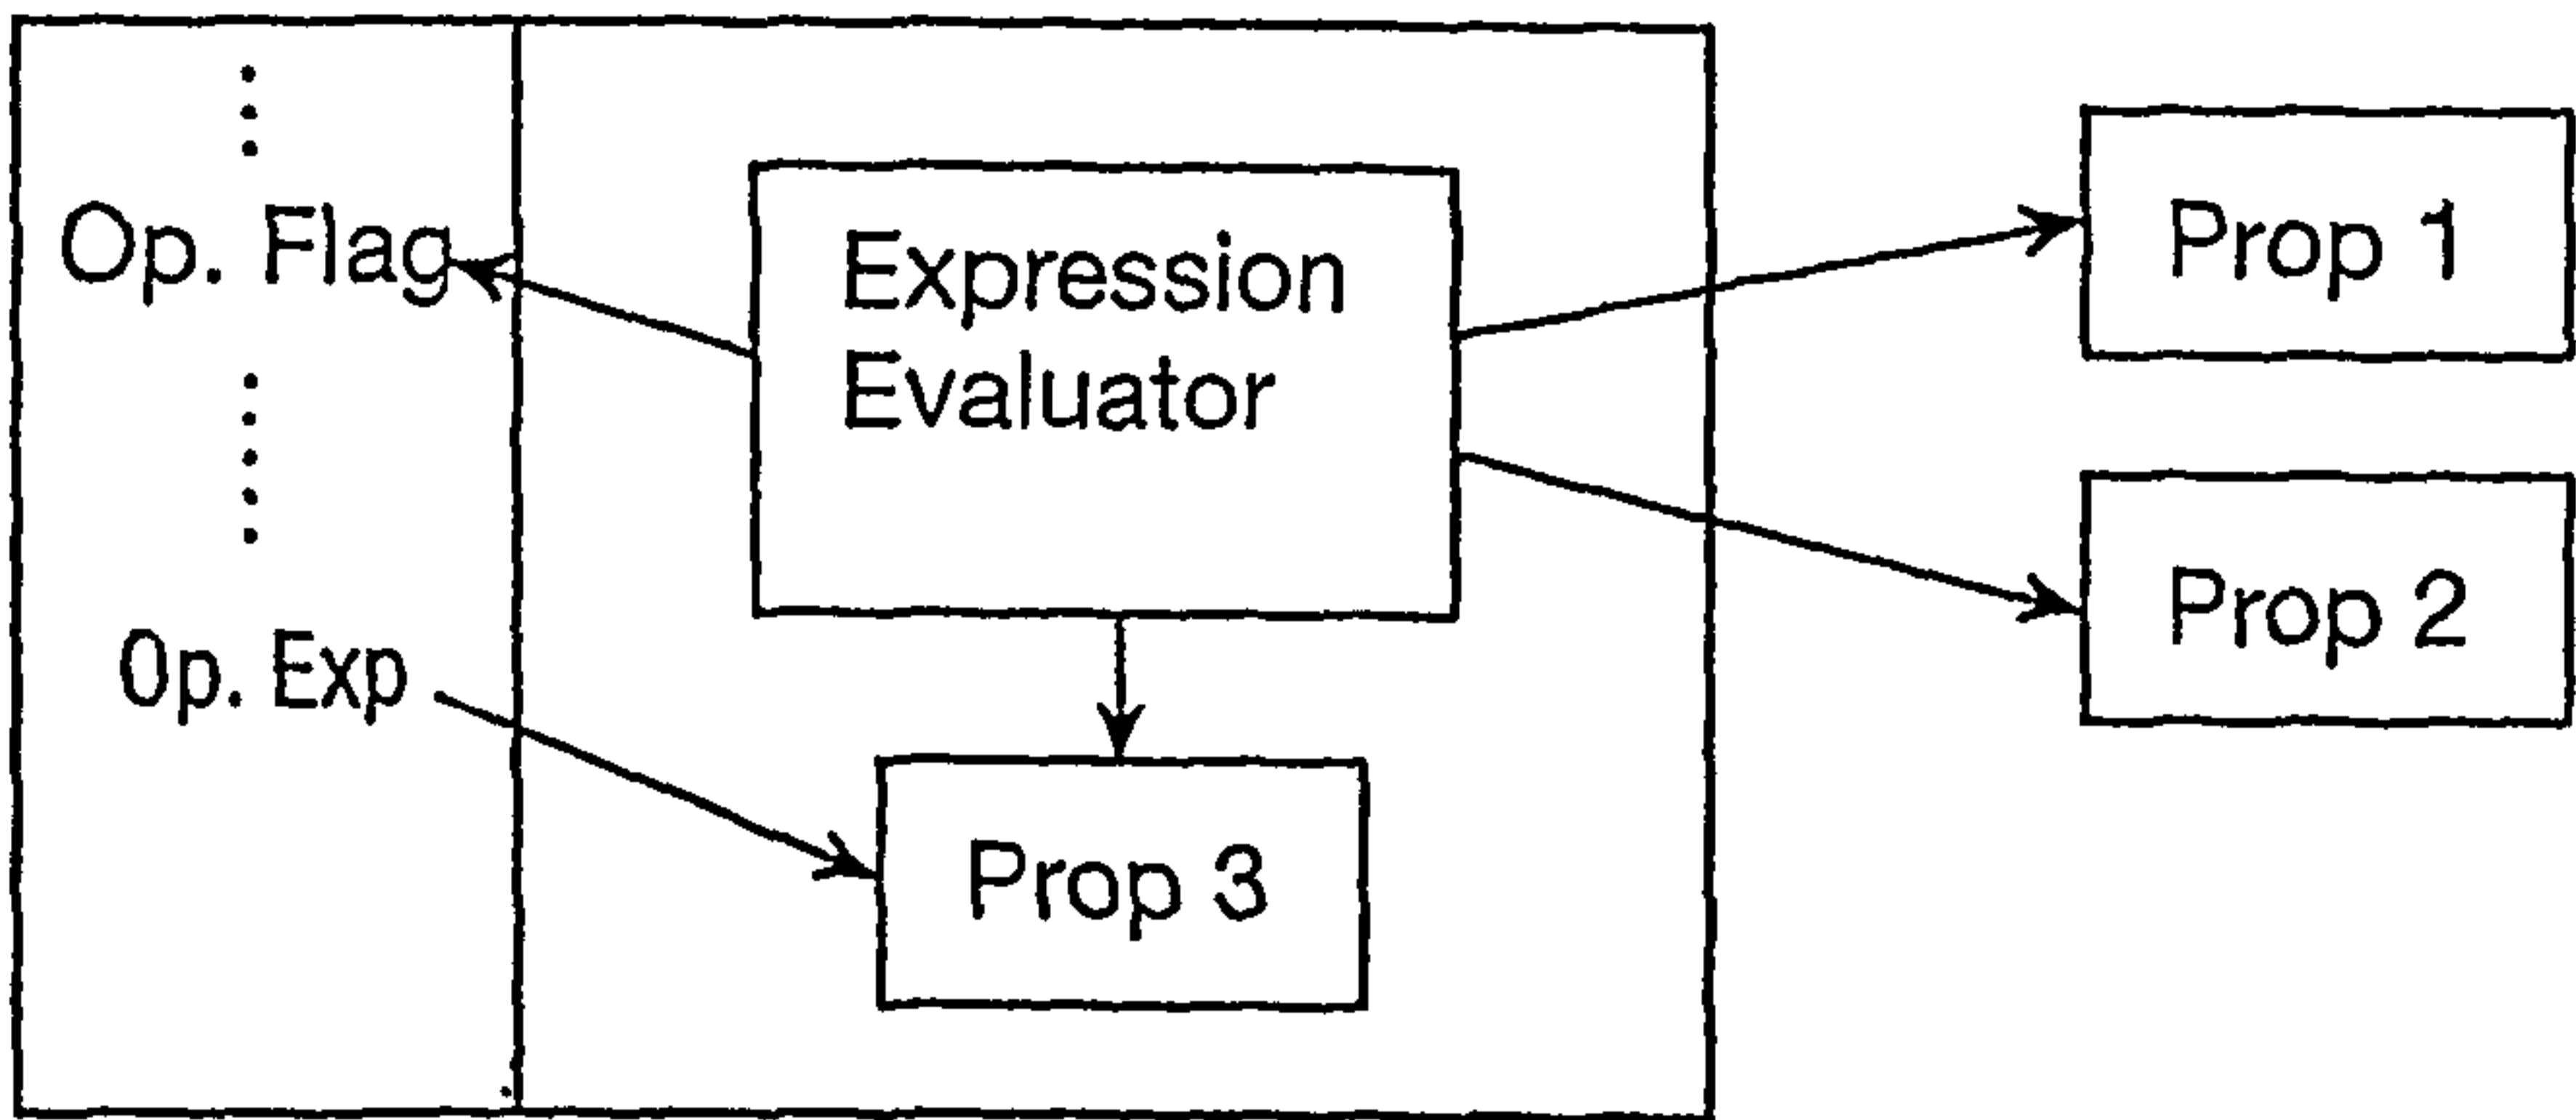 Op. Flag
Op. Exp
Expression
Evaluator
Prop 3
Prop 1
Prop 2